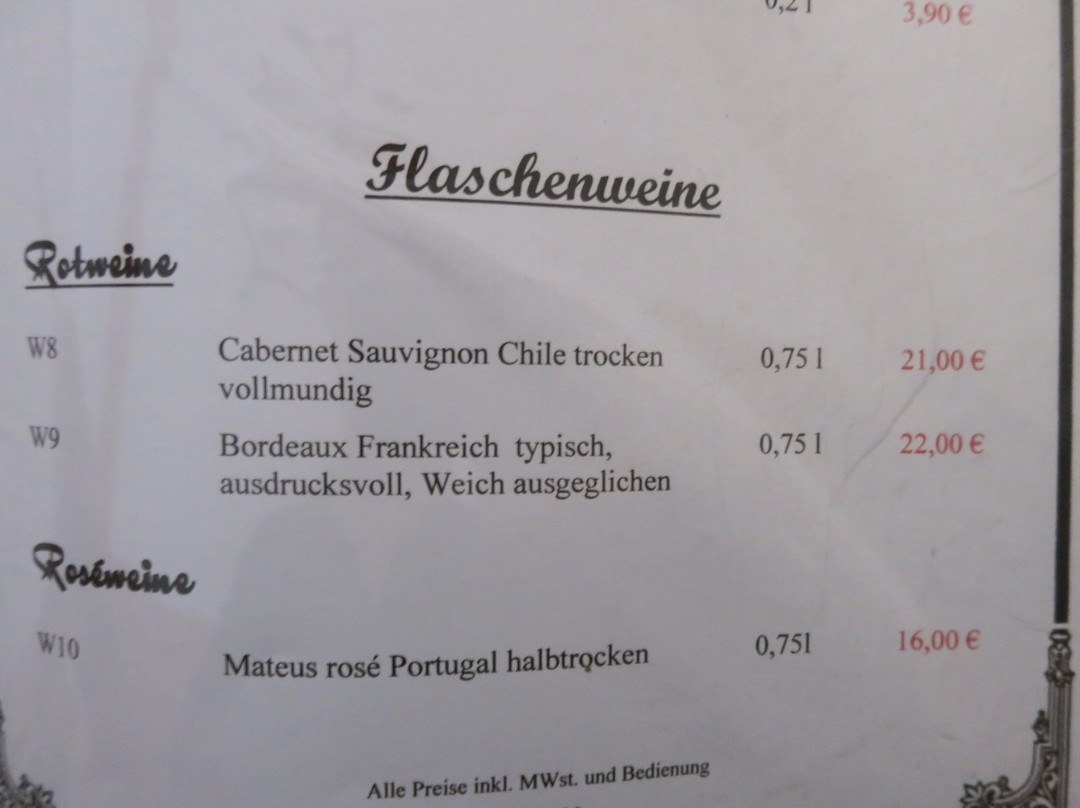 0,2 l 3,90 €
Flaschenweine
Rotweine
W8 Cabernet Sauvignon Chile trocken 0,75 l 21,00 €
vollmundig
W9 Bordeaux Frankreich typisch, 0,75 l 22,00 €
ausdrucksvoll, Weich ausgeglichen
Roséweine
W10 Mateus rosé Portugal halbtrocken 0,75l 16,00 €
Alle Preise inkl. MWst. und Bedienung